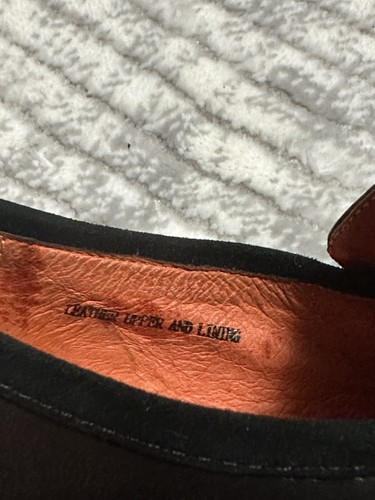 LEATHER UPPER AND LINING